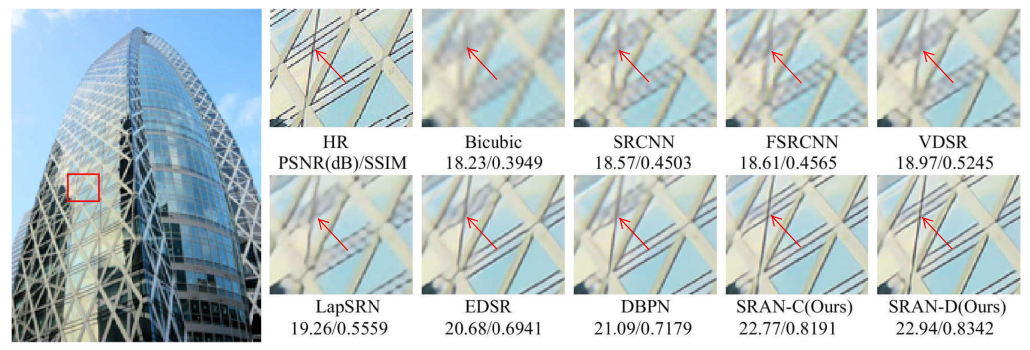 HR
PSNR(dB)/SSIM
Bicubic
18.23/0.3949
SRCNN
18.57/0.4503
FSRCNN
18.61/0.4565
VDSR
18.97/0.5245
LapSRN
19.26/0.5559
EDSR
20.68/0.6941
DBPN
21.09/0.7179
SRAN-C(Ours)
22.77/0.8191
SRAN-D(Ours)
22.94/0.8342